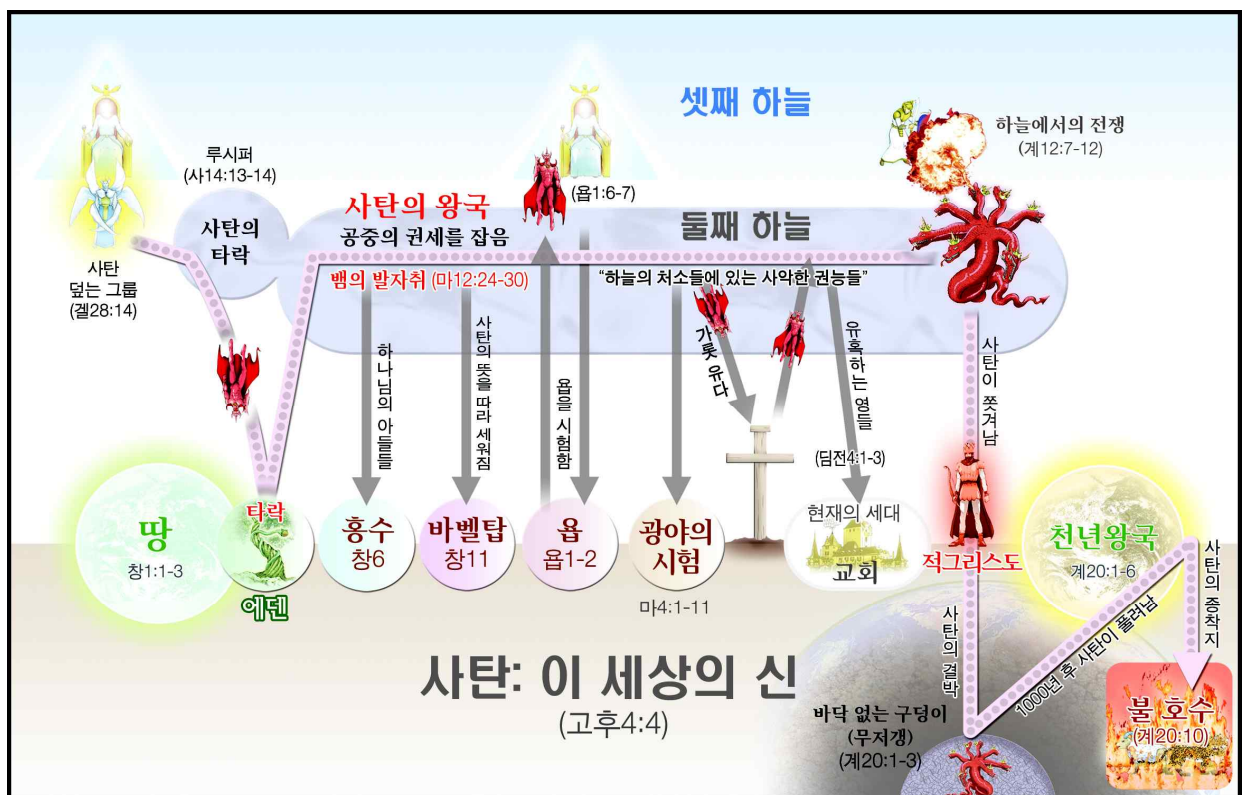 셋째 하늘
하늘에서의 전쟁
(계12:7-12)
루시퍼
(사14:13-14)
사탄의
타락
사탄
덮는 그룹
(겔28:14)
사탄의 왕국
공중의 권세를 잡음
뱀의 발자취 (마12:24-30)
(욥1:6-7)
둘째 하늘
“하늘의 처소들에 있는 사악한 권능들”
하나님의 아들들
사탄의 뜻을 따라 세워짐
욥을 시험함
가롯 유다
유혹하는 영들
(딤전4:1-3)
사탄이 쫓겨남
땅
창1:1-3
타락
에덴
홍수
창6
바벨탑
창11
욥
욥1-2
광야의
시험
마4:1-11
현재의 세대
교회
적그리스도
천년왕국
계20:1-6
사탄의 종착지
사탄의 결박
1000년 후 사탄이 풀려남
사탄: 이 세상의 신
(고후4:4)
바닥 없는 구덩이
(무저갱)
(계20:1-3)
불 호수
(계20:10)